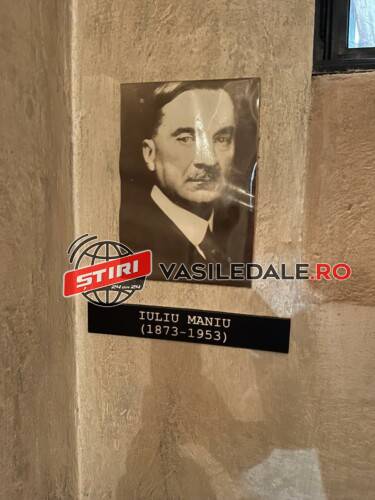 STIRI
24 din 24
VASILEDALE.RO
IULIU MANIU
(1873-1953)